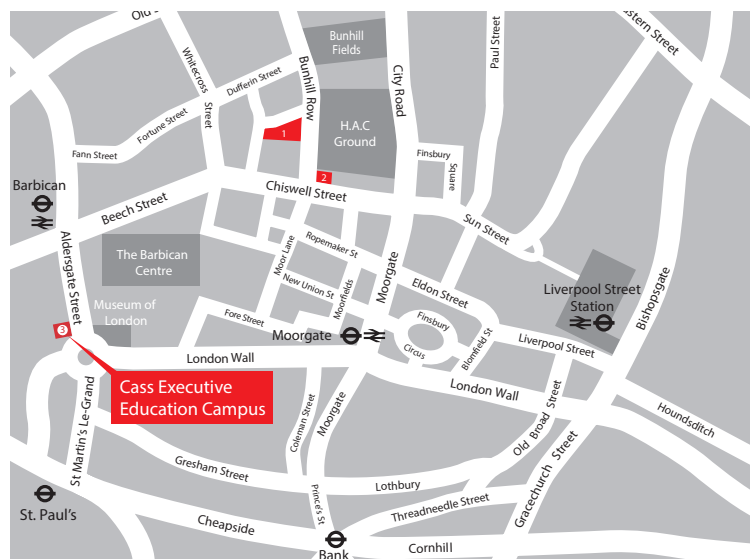 Old S
Whitecross
Street
Dufferin Street
Fortune Street
Fann Street
Bunhill
Fields
Bunhill Row
City Road
Paul Street
astern Street
H.A.C
Ground
1
2
Finsbury
Square
Barbican
Beech Street
Chiswell Street
Sun Street
Aldersgate Street
The Barbican
Centre
Museum of
London
Moor Lane
Ropemaker St
New Union St
Moorfields
Moorgate
Eldon Street
Liverpool Street
Station
Bishopsgate
Fore Street
Moorgate
Finsbury
Circus
Blomfield St
Liverpool Street
3
London Wall
London Wall
Houndsditch
Cass Executive
Education Campus
St Martin's Le-Grand
Coleman Street
Moorgate
Old Broad Street
Gracechurch Street
Gresham Street
Lothbury
Prince's St
Threadneedle Street
St. Paul's
Cheapside
Bank
Cornhill